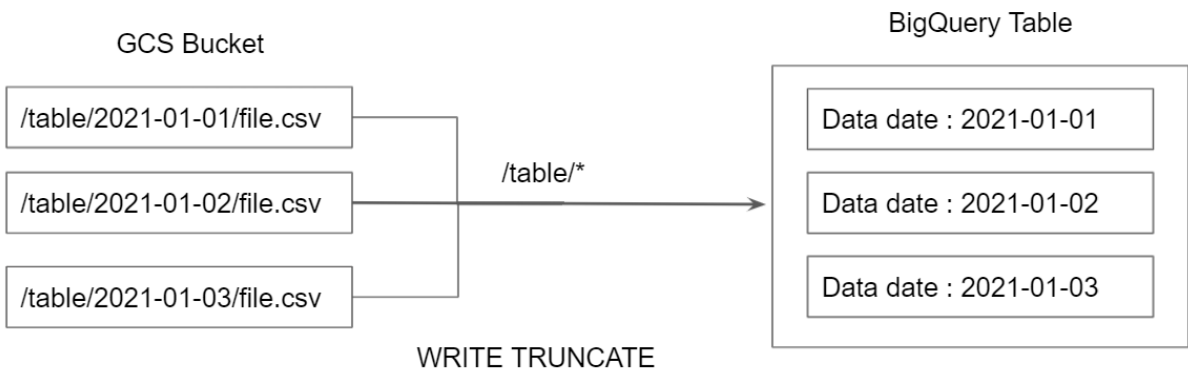 GCS Bucket
BigQuery Table
/table/2021-01-01/file.csv
/table/2021-01-02/file.csv
/table/2021-01-03/file.csv
/table/*
WRITE TRUNCATE
Data date : 2021-01-01
Data date : 2021-01-02
Data date : 2021-01-03